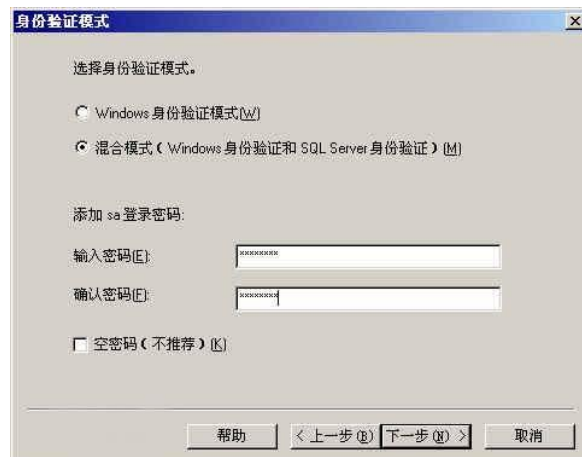 身份验证模式
选择身份验证模式。
Windows 身份验证模式(W)
混合模式（Windows 身份验证和 SQL Server 身份验证）(M)
添加 sa 登录密码:
输入密码(E): ********
确认密码(F): ********
空密码（不推荐）(K)
帮助 < 上一步(B) 下一步(N) > 取消